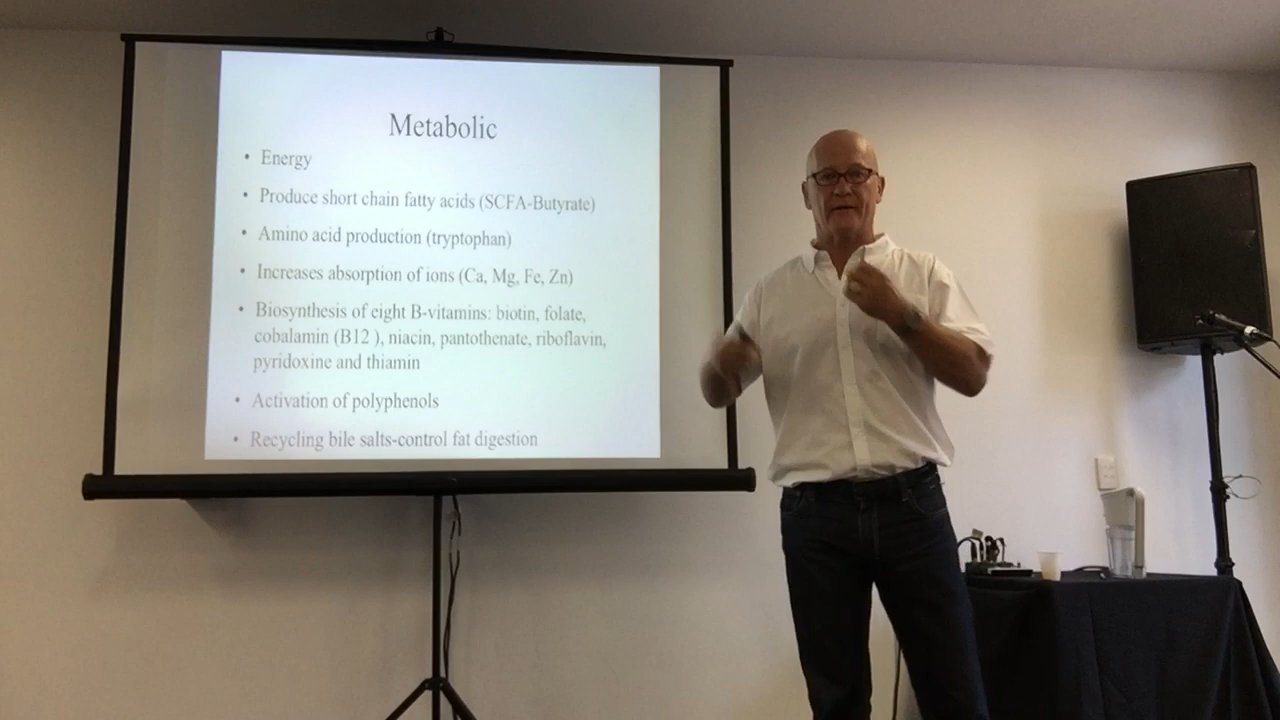 Metabolic
• Energy
• Produce short chain fatty acids (SCFA-Butyrate)
• Amino acid production (tryptophan)
• Increases absorption of ions (Ca, Mg, Fe, Zn)
• Biosynthesis of eight B-vitamins: biotin, folate,
cobalamin (B12 ), niacin, pantothenate, riboflavin,
pyridoxine and thiamin
• Activation of polyphenols
• Recycling bile salts-control fat digestion